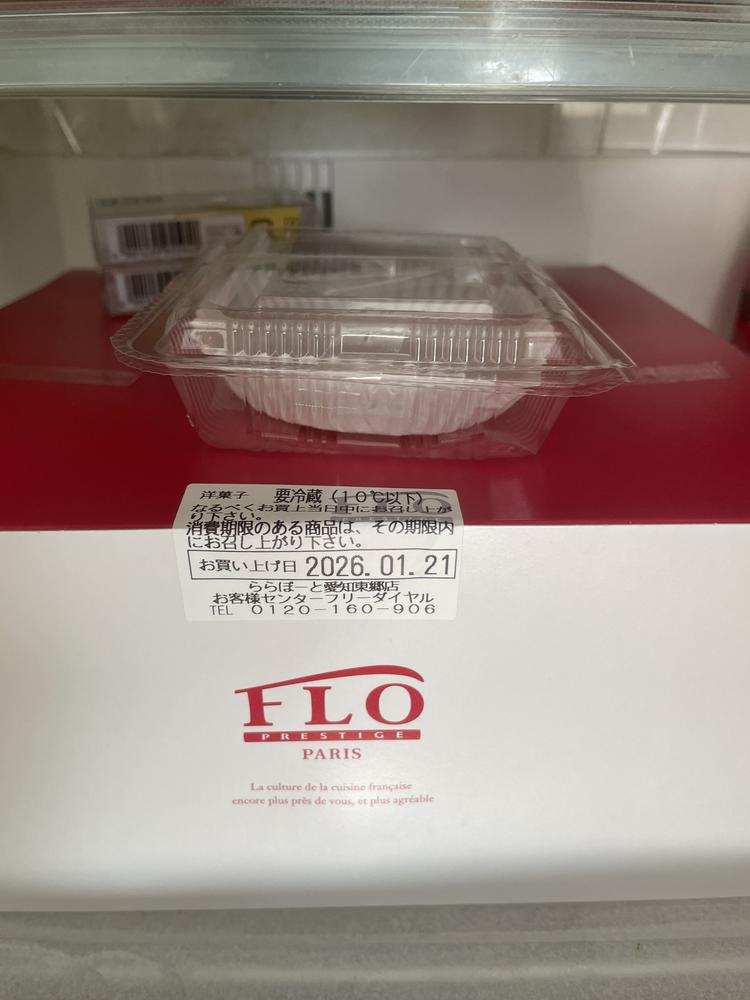 洋菓子 要冷蔵(10℃以下)
なるべくお買上当日中にお召し上が
り下さい。
消費期限のある商品は、その期限内
にお召し上がり下さい。
お買い上げ日 2026.01.21
ららぽーと愛知東郷店
お客様センターフリーダイヤル
TEL 0120-160-906
FLO
PRESTIGE
PARIS
La culture de la cuisine française
encore plus près de vous, et plus agréable